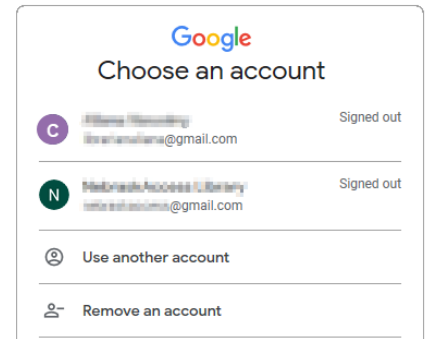 Google
Choose an account
C
Signed out
@gmail.com
N
Signed out
@gmail.com
Use another account
Remove an account